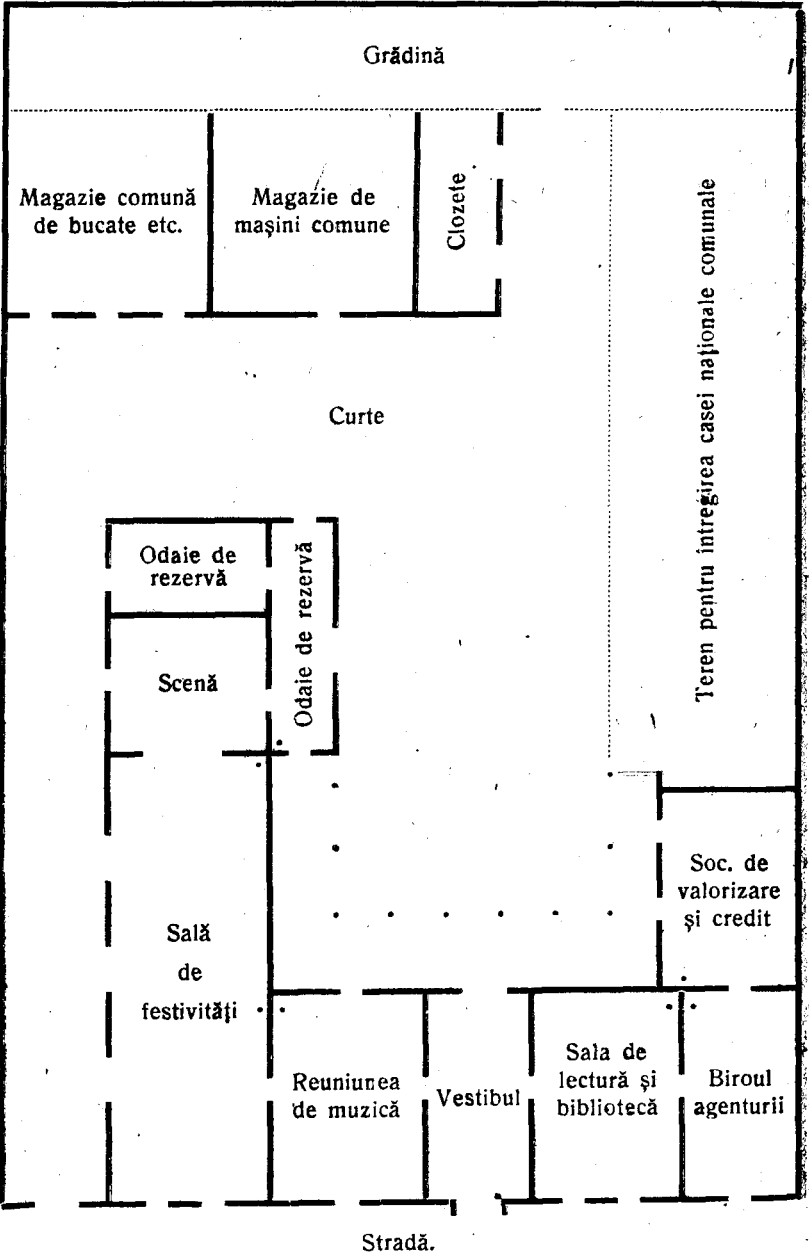 Grădină
Magazie comună
de bucate etc.
Magazie de
mașini comune
Clozete
Teren pentru întregirea casei naționale comunale
Curte
Odaie de
rezervă
Odaie de rezervă
Scenă
Soc. de
valorizare
și credit
Sală
de
festivități
Reuniunea
de muzică
Vestibul
Sala de
lectură și
bibliotecă
Biroul
agenturii
Stradă.